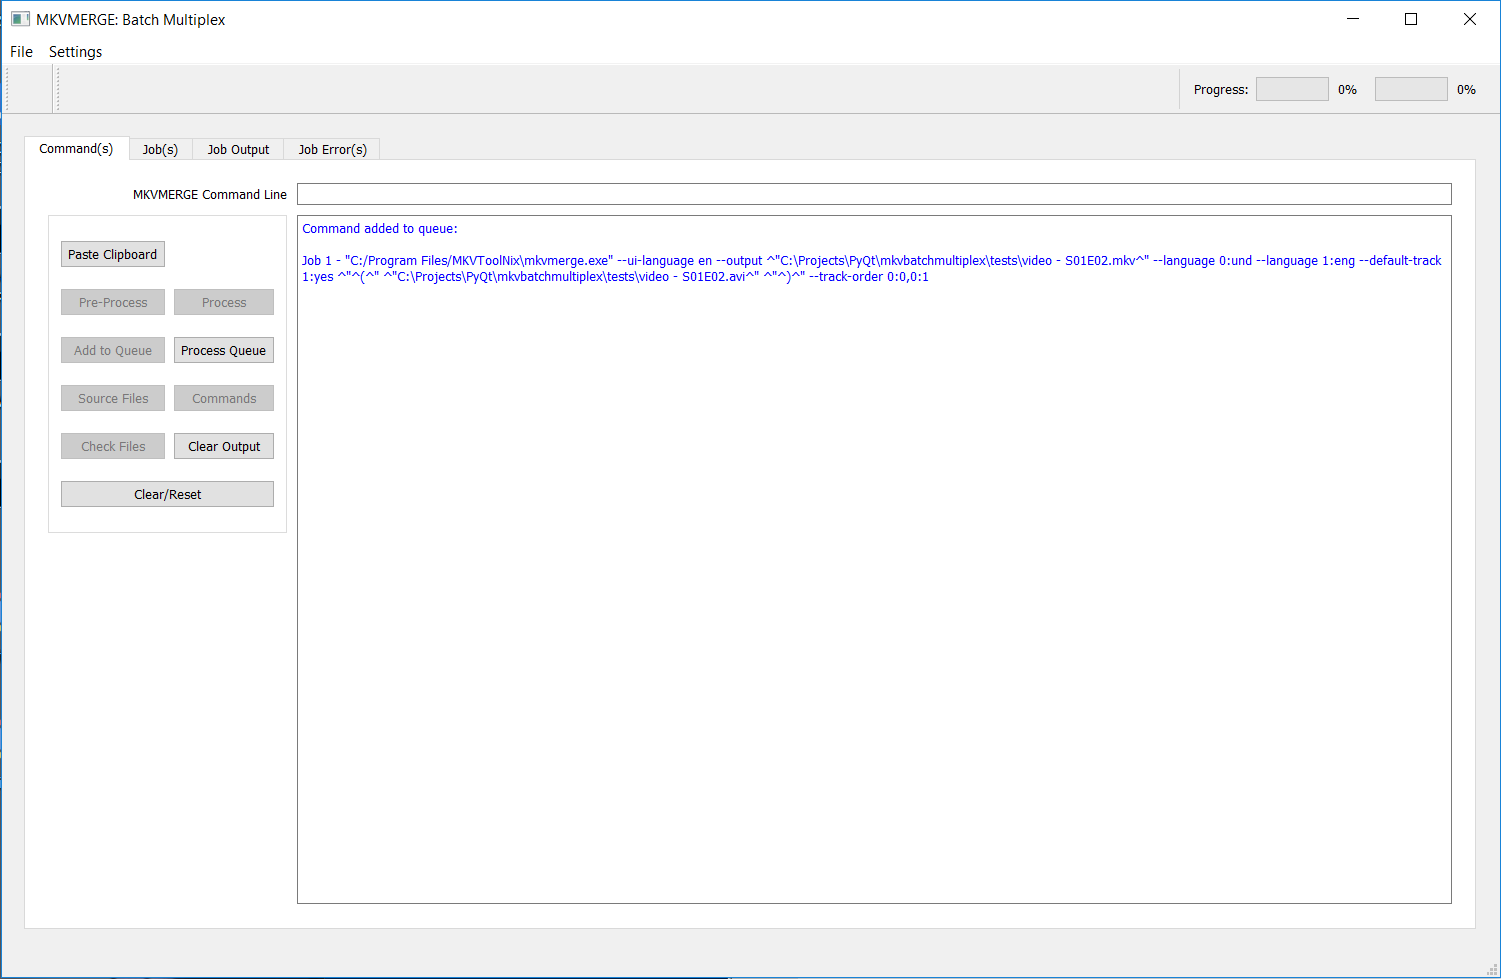 MKVMERGE: Batch Multiplex
File Settings
Progress: 0% 0%
Command(s) Job(s) Job Output Job Error(s)
MKVMERGE Command Line
Paste Clipboard
Pre-Process Process
Add to Queue Process Queue
Source Files Commands
Check Files Clear Output
Clear/Reset
Command added to queue:
Job 1 - "C:/Program Files/MKVToolNix\mkvmerge.exe" --ui-language en --output ^"C:\Projects\PyQt\mkvbatchmultiplex\tests\video - S01E02.mkv^" --language 0:und --language 1:eng --default-track
1:yes ^"^(^" ^"C:\Projects\PyQt\mkvbatchmultiplex\tests\video - S01E02.avi^" ^"^)^" --track-order 0:0,0:1